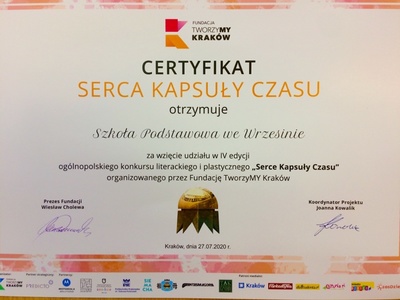 FUNDACJA
TWORZYMY
KRAKÓW
CERTYFIKAT
SERCA KAPSUŁY CZASU
otrzymuje
Szkoła Podstawowa we Wrzesinie
za wzięcie udziału w IV edycji
ogólnopolskiego konkursu literackiego i plastycznego „Serce Kapsuły Czasu”
organizowanego przez Fundację TworzyMY Kraków
Prezes Fundacji
Wiesław Cholewa
Koordynator Projektu
Joanna Kowalik
Kraków, dnia 27.07.2020 r.
Kraków